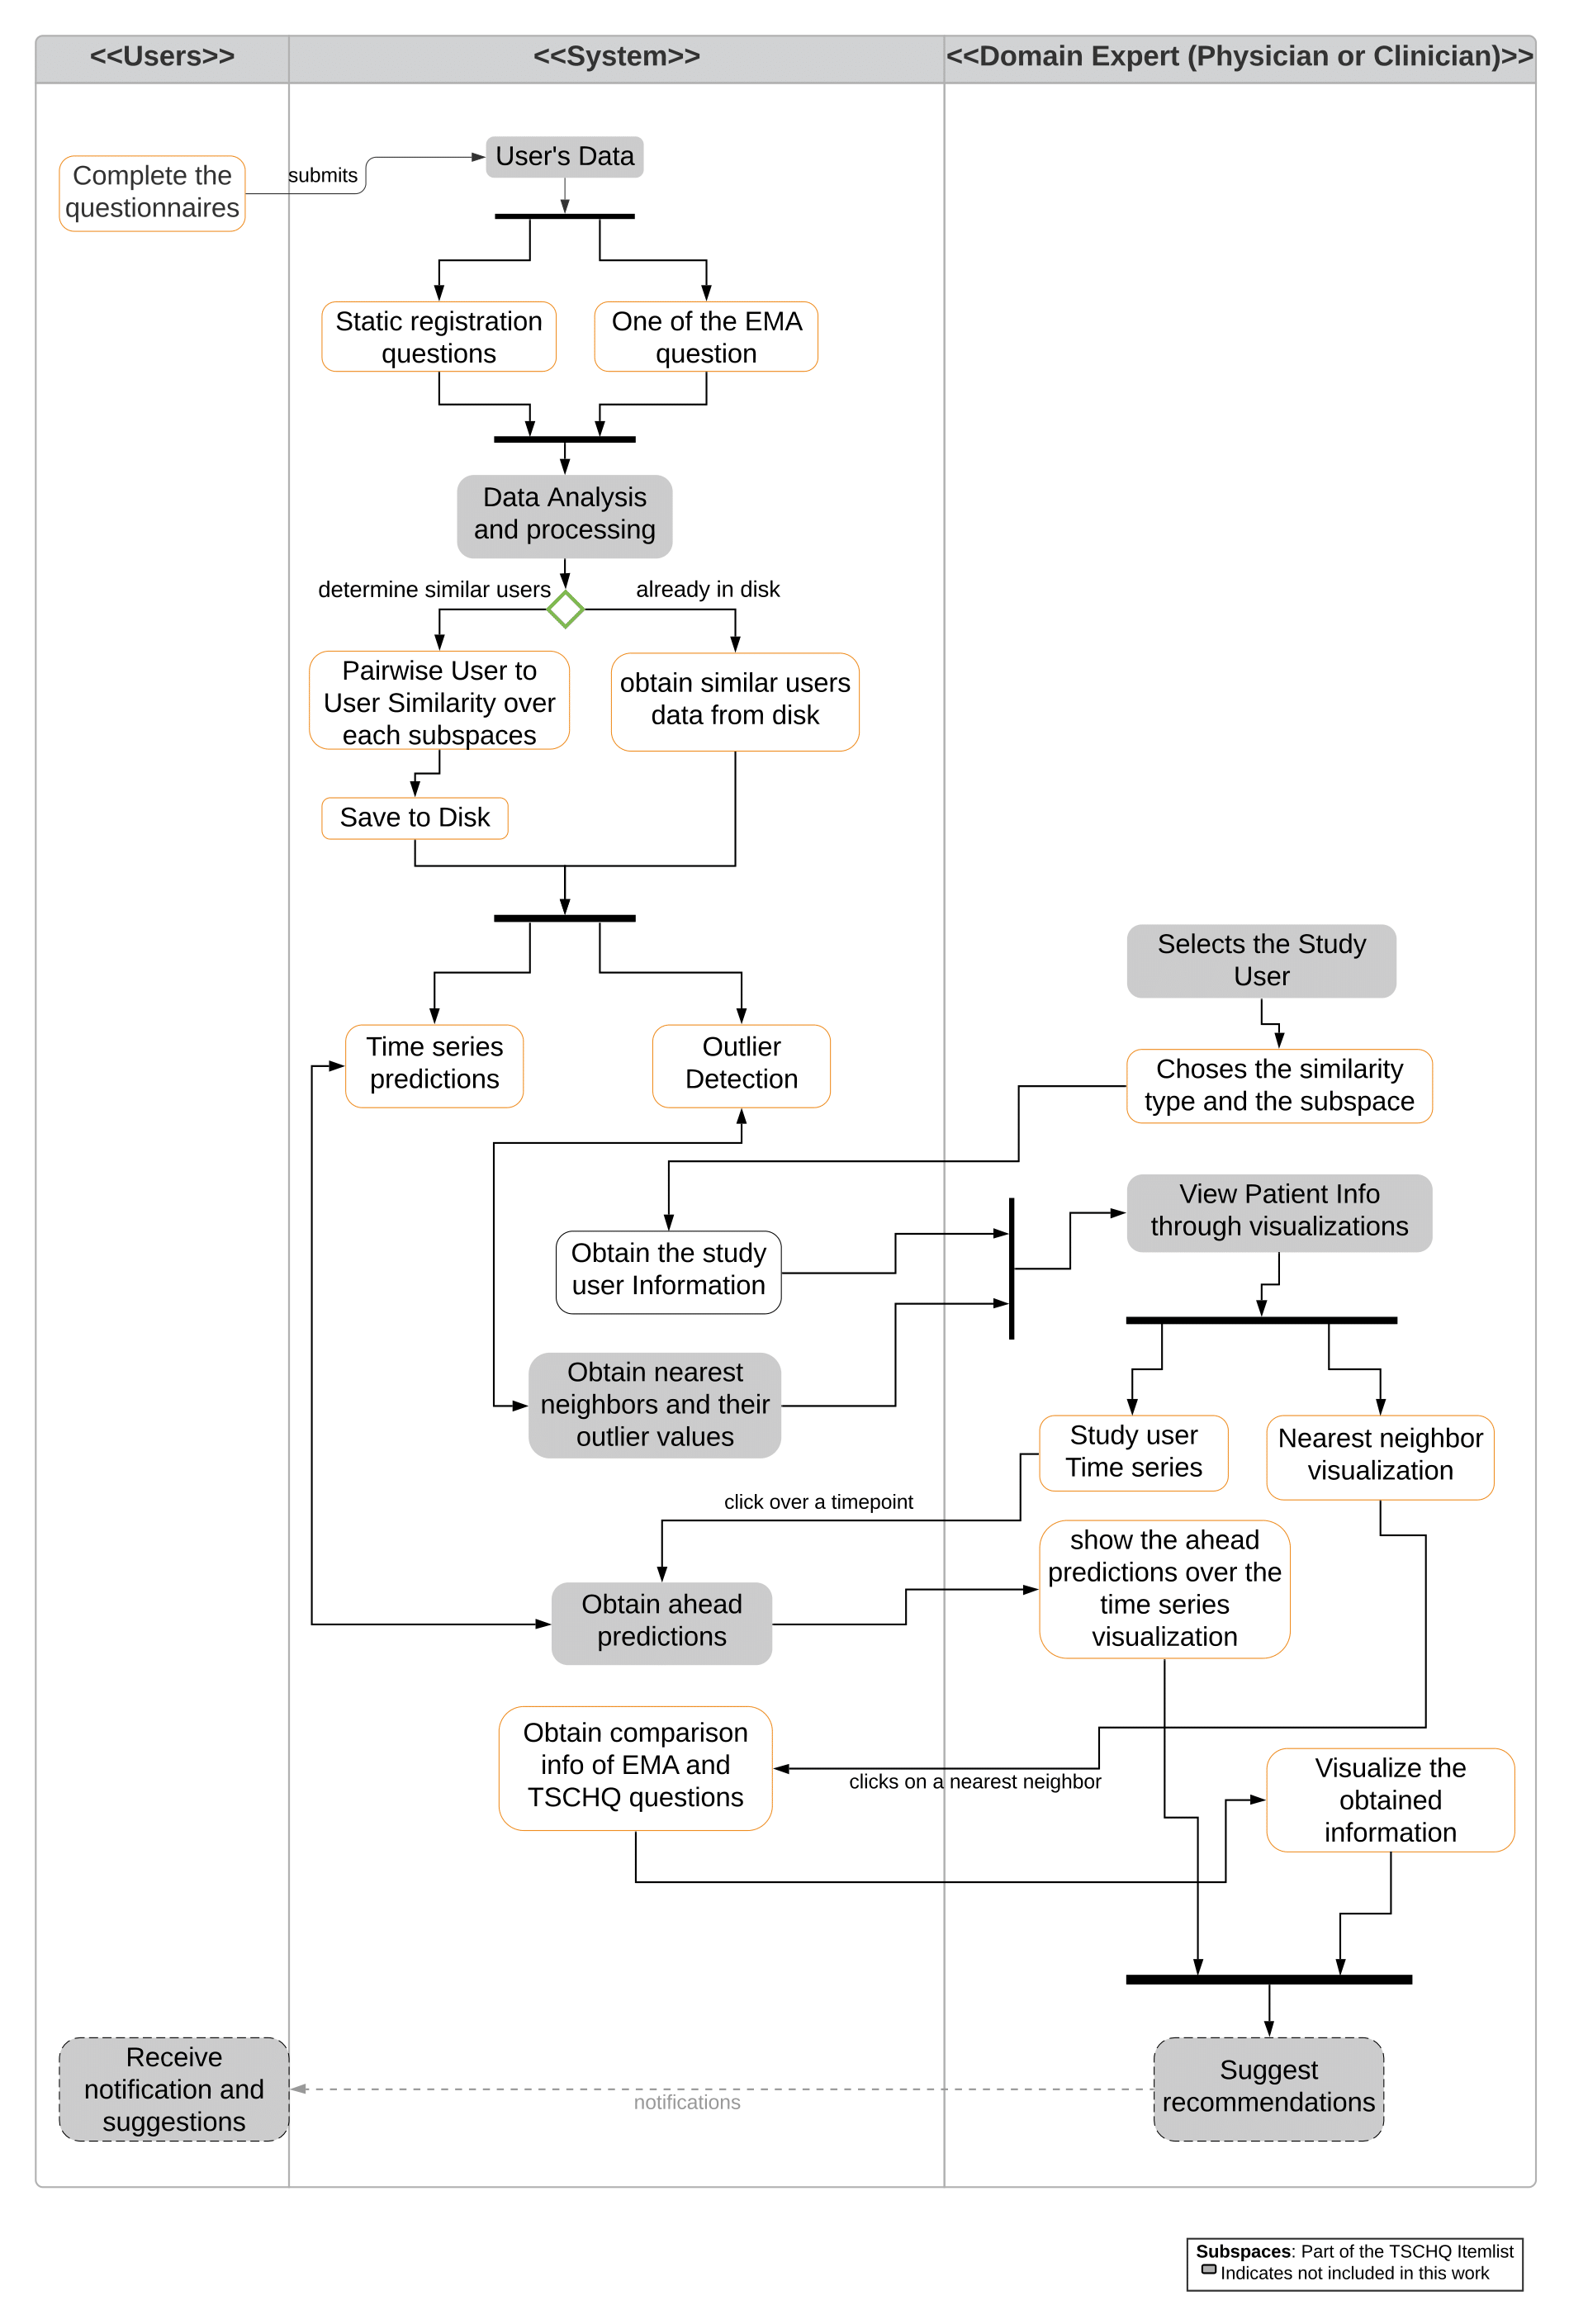 <<Users>>
<<System>>
<<Domain Expert (Physician or Clinician)>>
Complete the
questionnaires
submits
User's Data
Static registration
questions
One of the EMA
question
Data Analysis
and processing
determine similar users
already in disk
Pairwise User to
User Similarity over
each subspaces
obtain similar users
data from disk
Save to Disk
Selects the Study
User
Time series
predictions
Outlier
Detection
Choses the similarity
type and the subspace
View Patient Info
through visualizations
Obtain the study
user Information
Obtain nearest
neighbors and their
outlier values
Study user
Time series
Nearest neighbor
visualization
click over a timepoint
show the ahead
predictions over the
time series
visualization
Obtain ahead
predictions
Obtain comparison
info of EMA and
TSCHQ questions
clicks on a nearest neighbor
Visualize the
obtained
information
Receive
notification and
suggestions
notifications
Suggest
recommendations
Subspaces: Part of the TSCHQ Itemlist
Indicates not included in this work